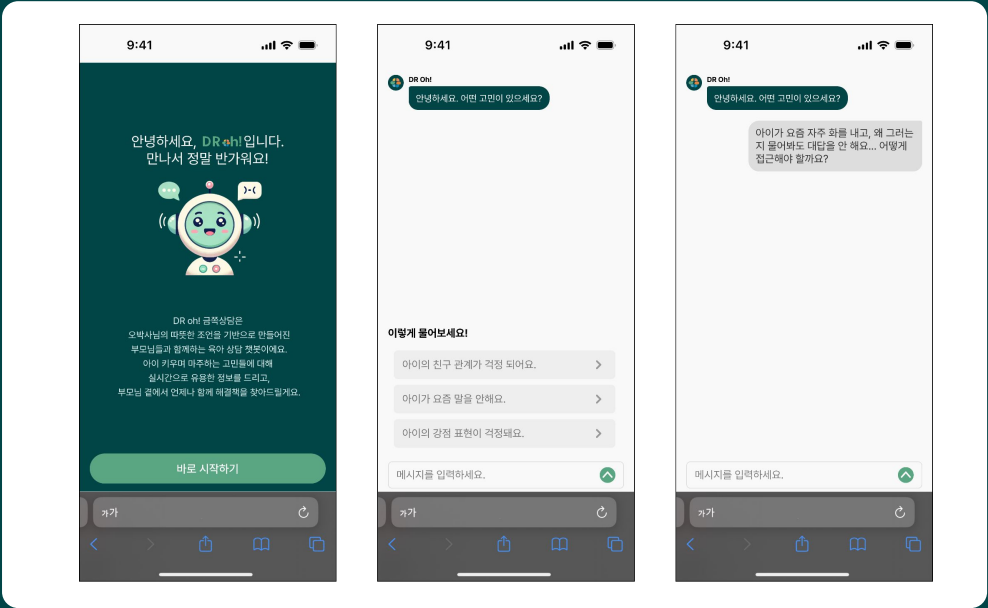 9:41
안녕하세요, DR oh! 입니다.
만나서 정말 반가워요!
DR oh! 금쪽상담은
오박사님의 따뜻한 조언을 기반으로 만들어진
부모님들과 함께하는 육아 상담 챗봇이에요.
아이 키우며 마주하는 고민들에 대해
실시간으로 유용한 정보를 드리고,
부모님 곁에서 언제나 함께 해결책을 찾아드릴게요.
바로 시작하기
가가
9:41
DR Oh!
안녕하세요. 어떤 고민이 있으세요?
이렇게 물어보세요!
아이의 친구 관계가 걱정 되어요.
아이가 요즘 말을 안해요.
아이의 강점 표현이 걱정돼요.
메시지를 입력하세요.
가가
9:41
DR Oh!
안녕하세요. 어떤 고민이 있으세요?
아이가 요즘 자주 화를 내고, 왜 그러는
지 물어봐도 대답을 안 해요... 어떻게
접근해야 할까요?
메시지를 입력하세요.
가가